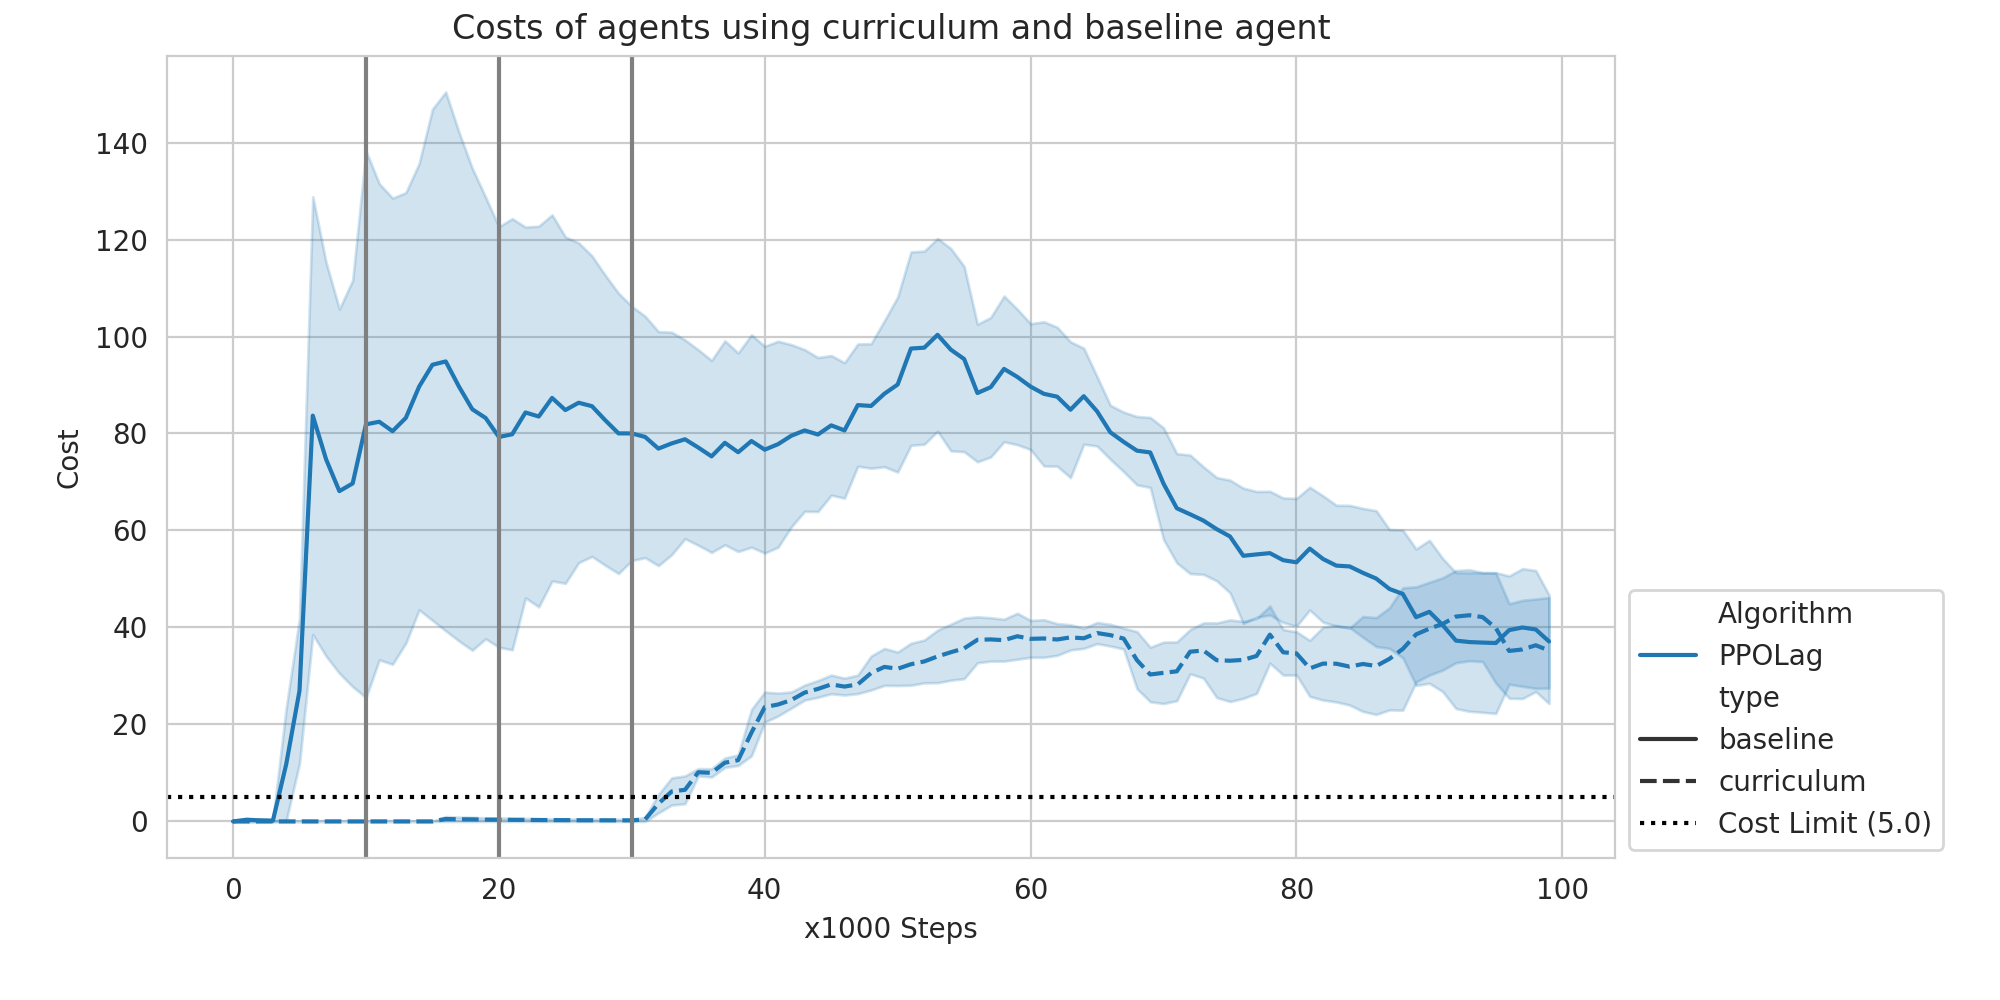 Costs of agents using curriculum and baseline agent
140
120
100
80
60
40
20
0
Cost
0 20 40 60 80 100
x1000 Steps
Algorithm
PPOLag
type
baseline
curriculum
Cost Limit (5.0)